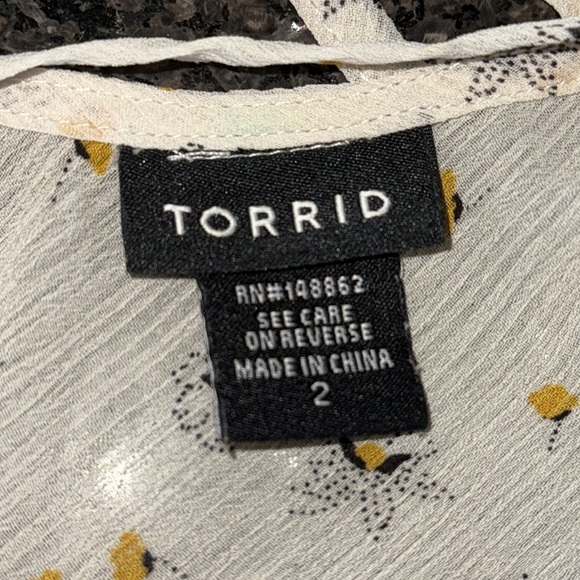 TORRID
RN#148862
SEE CARE
ON REVERSE
MADE IN CHINA
2